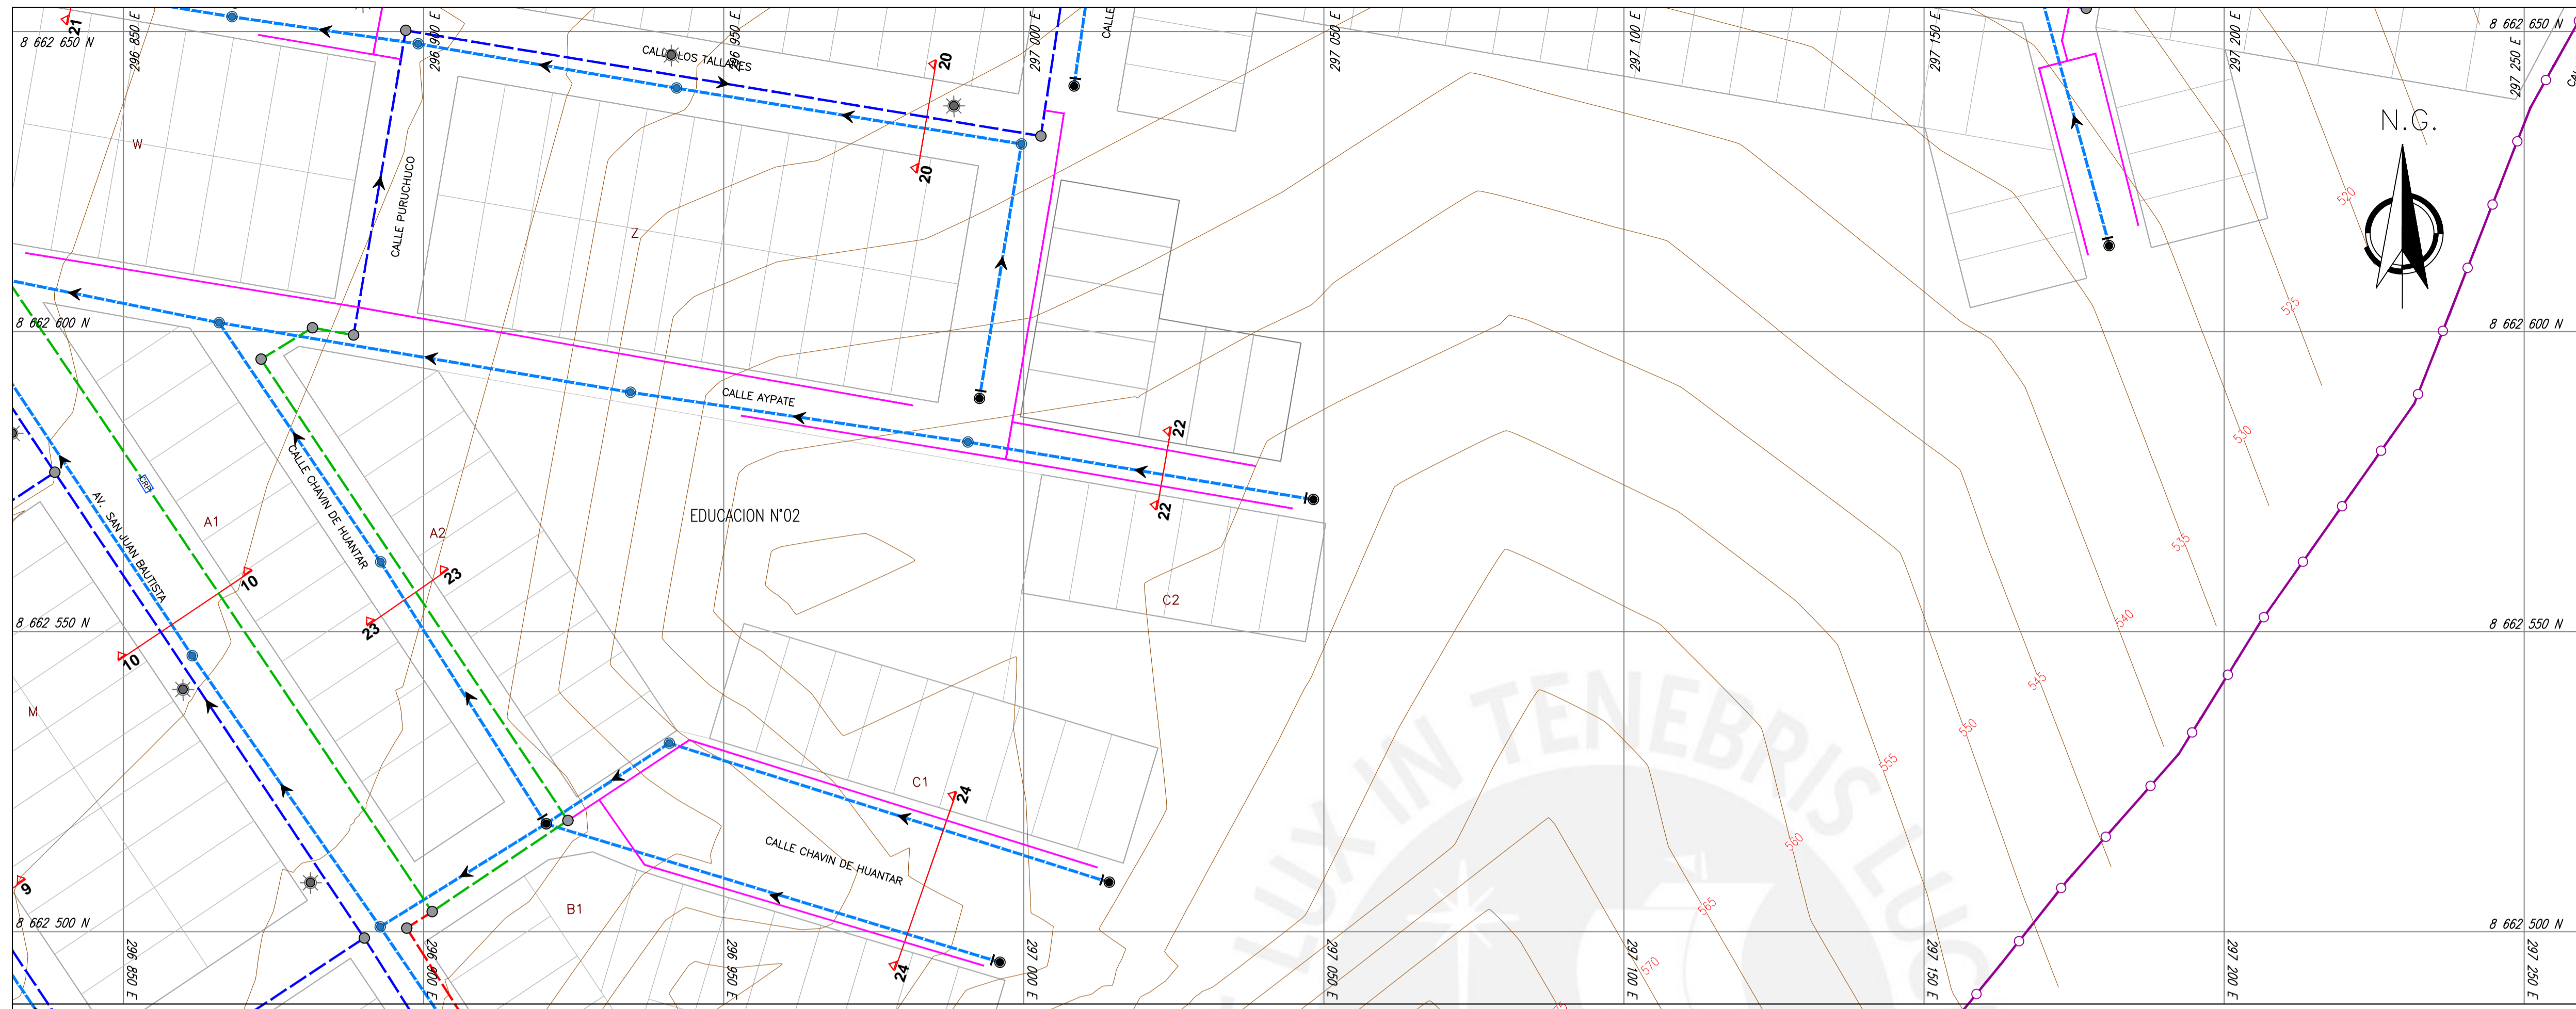 21
8 662 650 N
296 850 E
296 900 E
CALLE LOS TALLANES
296 950 E
20
297 000 E
CALLE
297 050 E
297 100 E
297 150 E
297 200 E
8 662 650 N
297 250 E
N.G.
W
CALLE PURUCHUCO
20
Z
520
525
8 662 600 N
8 662 600 N
CALLE AYPATE
22
530
CALLE CHAVIN DE HUANTAR
CRP
AV. SAN JUAN BAUTISTA
A1
A2
EDUCACION N°02
22
535
10
23
C2
540
8 662 550 N
23
8 662 550 N
10
545
M
550
LUX IN TENEBRIS LUC
555
C1
24
560
CALLE CHAVIN DE HUANTAR
9
B1
565
8 662 500 N
8 662 500 N
24
570
296 850 E
296 800 E
296 950 E
297 000 E
297 050 E
297 100 E
297 150 E
297 200 E
297 250 E